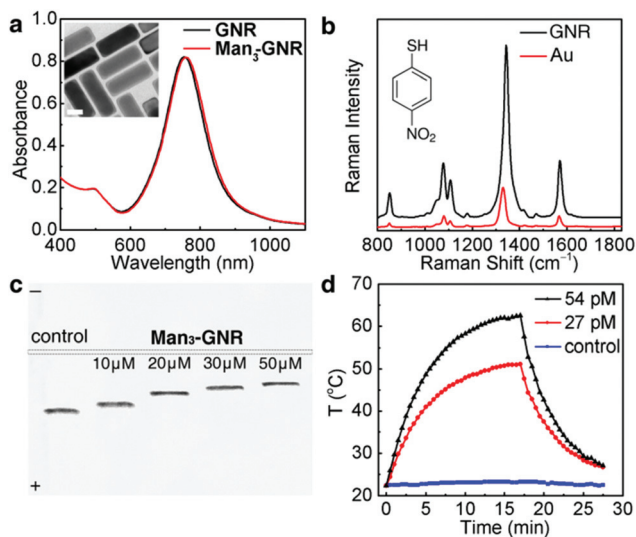 a
1.0
0.8
0.6
0.4
0.2
0.0
Absorbance
GNR
Man₃-GNR
400 600 800 1000
Wavelength (nm)
b
SH
NO₂
GNR
Au
Raman Intensity
800 1000 1200 1400 1600 1800
Raman Shift (cm⁻¹)
c
−
control
Man₃-GNR
10μM 20μM 30μM 50μM
+
d
70
60
50
40
30
20
T (°C)
54 pM
27 pM
control
0 5 10 15 20 25 30
Time (min)